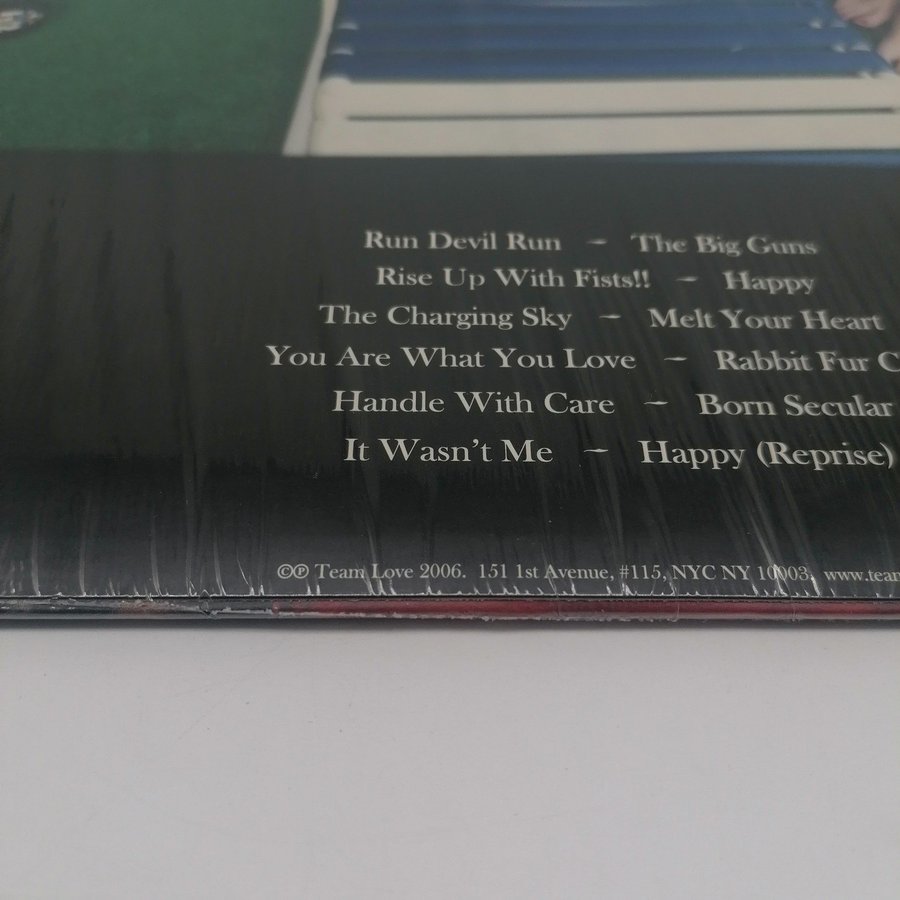 Run Devil Run ~ The Big Guns
Rise Up With Fists!! ~ Happy
The Charging Sky ~ Melt Your Heart
You Are What You Love ~ Rabbit Fur C
Handle With Care ~ Born Secular
It Wasn't Me ~ Happy (Reprise)
©℗ Team Love 2006. 151 1st Avenue, #115, NYC NY 10003. www.team